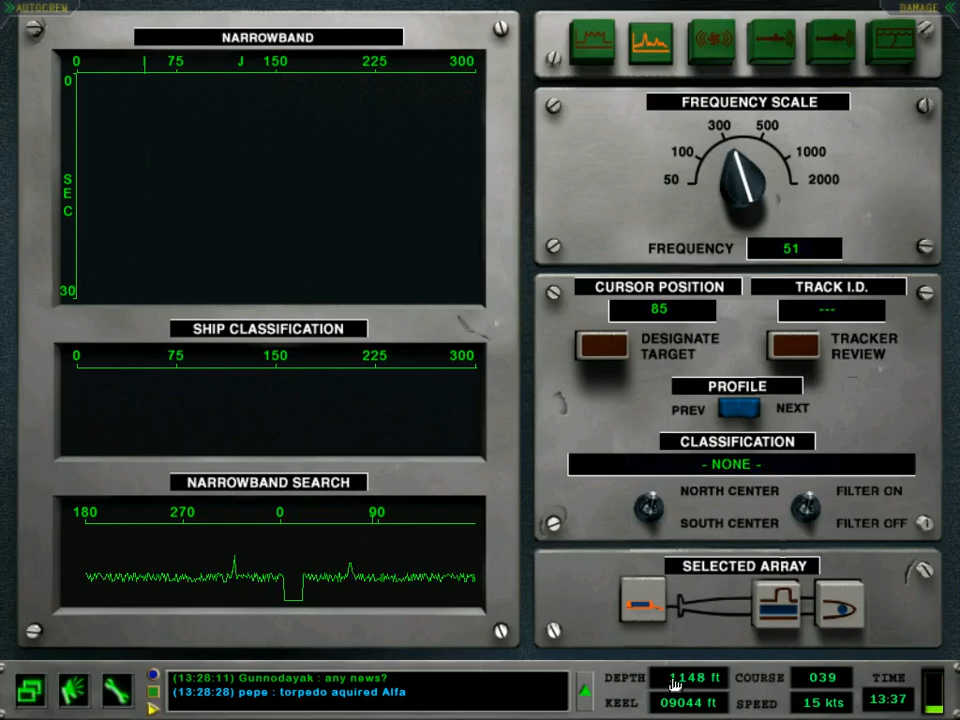 AUTOCREW
DAMAGE
NARROWBAND
0 75 J 150 225 300
0
SEC
30
SHIP CLASSIFICATION
0 75 150 225 300
NARROWBAND SEARCH
180 270 0 90
FREQUENCY SCALE
50 100 300 500 1000 2000
FREQUENCY 51
CURSOR POSITION TRACK I.D.
85 ---
DESIGNATE TARGET
TRACKER REVIEW
PROFILE
PREV NEXT
CLASSIFICATION
- NONE -
NORTH CENTER FILTER ON
SOUTH CENTER FILTER OFF
SELECTED ARRAY
(13:28:11) Gunnodayak : any news?
(13:28:28) pepe : torpedo aquired Alfa
DEPTH 1148 ft COURSE 039 TIME
KEEL 09044 ft SPEED 15 kts 13:37